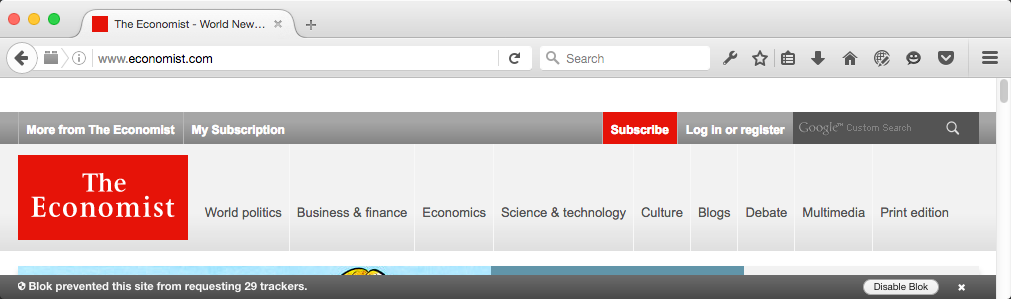 The Economist - World New…
www.economist.com
Search
More from The Economist
My Subscription
Subscribe
Log in or register
Google™ Custom Search
The
Economist
World politics
Business & finance
Economics
Science & technology
Culture
Blogs
Debate
Multimedia
Print edition
Blok prevented this site from requesting 29 trackers.
Disable Blok